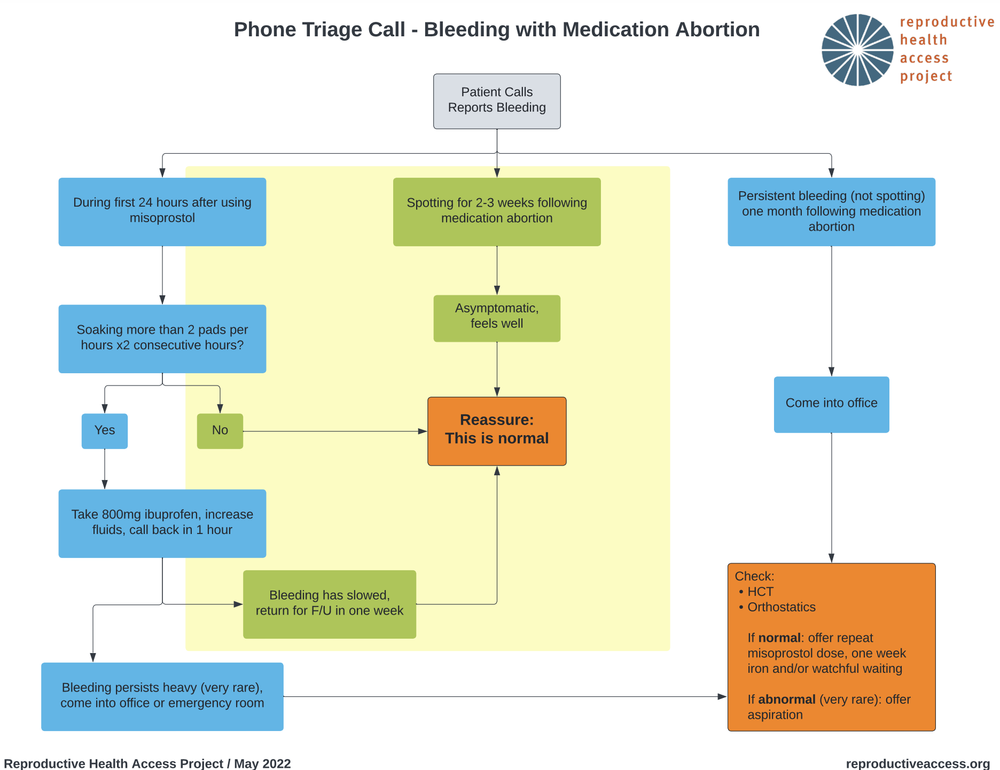 Phone Triage Call - Bleeding with Medication Abortion
reproductive
health
access
project
Patient Calls
Reports Bleeding
During first 24 hours after using
misoprostol
Spotting for 2-3 weeks following
medication abortion
Persistent bleeding (not spotting)
one month following medication
abortion
Soaking more than 2 pads per
hours x2 consecutive hours?
Asymptomatic,
feels well
Yes
No
Reassure:
This is normal
Come into office
Take 800mg ibuprofen, increase
fluids, call back in 1 hour
Bleeding has slowed,
return for F/U in one week
Bleeding persists heavy (very rare),
come into office or emergency room
Check:
• HCT
• Orthostatics
If normal: offer repeat
misoprostol dose, one week
iron and/or watchful waiting
If abnormal (very rare): offer
aspiration
Reproductive Health Access Project / May 2022
reproductiveaccess.org